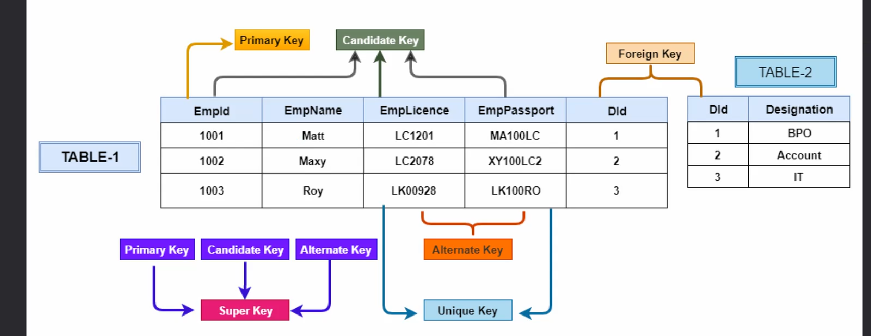 Primary Key
Candidate Key
Foreign Key
TABLE-2
EmpId EmpName EmpLicence EmpPassport DId
1001 Matt LC1201 MA100LC 1
1002 Maxy LC2078 XY100LC2 2
1003 Roy LK00928 LK100RO 3
DId Designation
1 BPO
2 Account
3 IT
TABLE-1
Primary Key
Candidate Key
Alternate Key
Alternate Key
Super Key
Unique Key